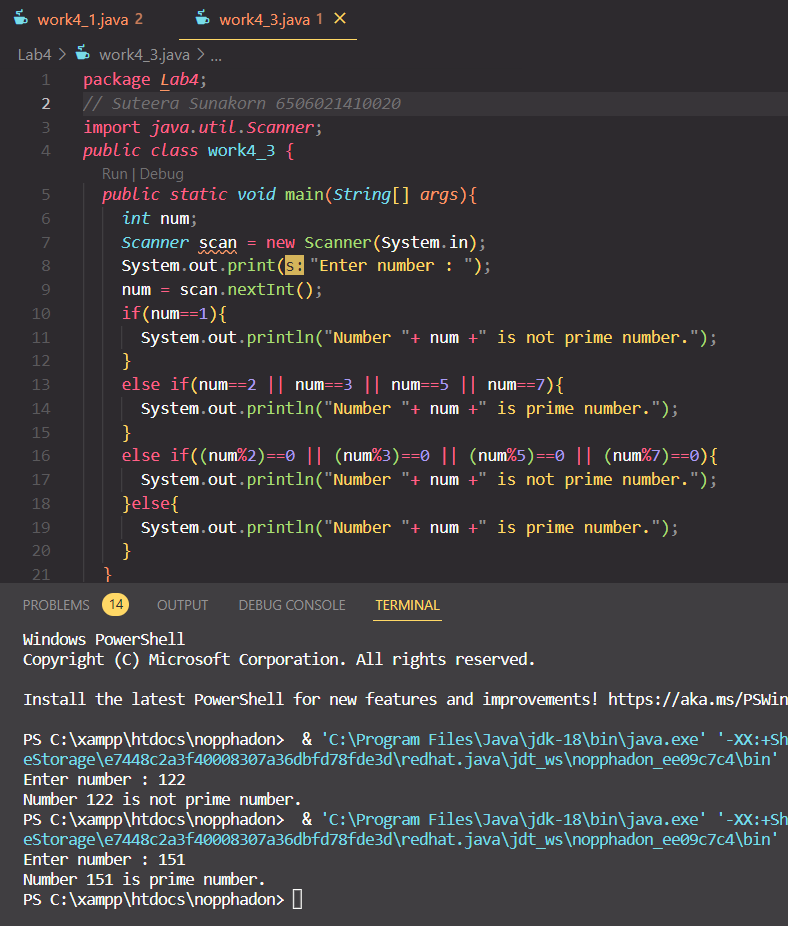 work4_1.java 2 work4_3.java 1 ×
Lab4 > work4_3.java > ...
1 package Lab4;
2 // Suteera Sunakorn 6506021410020
3 import java.util.Scanner;
4 public class work4_3 {
Run | Debug
5 public static void main(String[] args){
6 int num;
7 Scanner scan = new Scanner(System.in);
8 System.out.print(s: "Enter number : ");
9 num = scan.nextInt();
10 if(num==1){
11 System.out.println("Number "+ num +" is not prime number.");
12 }
13 else if(num==2 || num==3 || num==5 || num==7){
14 System.out.println("Number "+ num +" is prime number.");
15 }
16 else if((num%2)==0 || (num%3)==0 || (num%5)==0 || (num%7)==0){
17 System.out.println("Number "+ num +" is not prime number.");
18 }else{
19 System.out.println("Number "+ num +" is prime number.");
20 }
21 }
PROBLEMS 14 OUTPUT DEBUG CONSOLE TERMINAL
Windows PowerShell
Copyright (C) Microsoft Corporation. All rights reserved.
Install the latest PowerShell for new features and improvements! https://aka.ms/PSWin
PS C:\xampp\htdocs\nopphadon> & 'C:\Program Files\Java\jdk-18\bin\java.exe' '-XX:+Sh
eStorage\e7448c2a3f40008307a36dbfd78fde3d\redhat.java\jdt_ws\nopphadon_ee09c7c4\bin'
Enter number : 122
Number 122 is not prime number.
PS C:\xampp\htdocs\nopphadon> & 'C:\Program Files\Java\jdk-18\bin\java.exe' '-XX:+Sh
eStorage\e7448c2a3f40008307a36dbfd78fde3d\redhat.java\jdt_ws\nopphadon_ee09c7c4\bin'
Enter number : 151
Number 151 is prime number.
PS C:\xampp\htdocs\nopphadon>